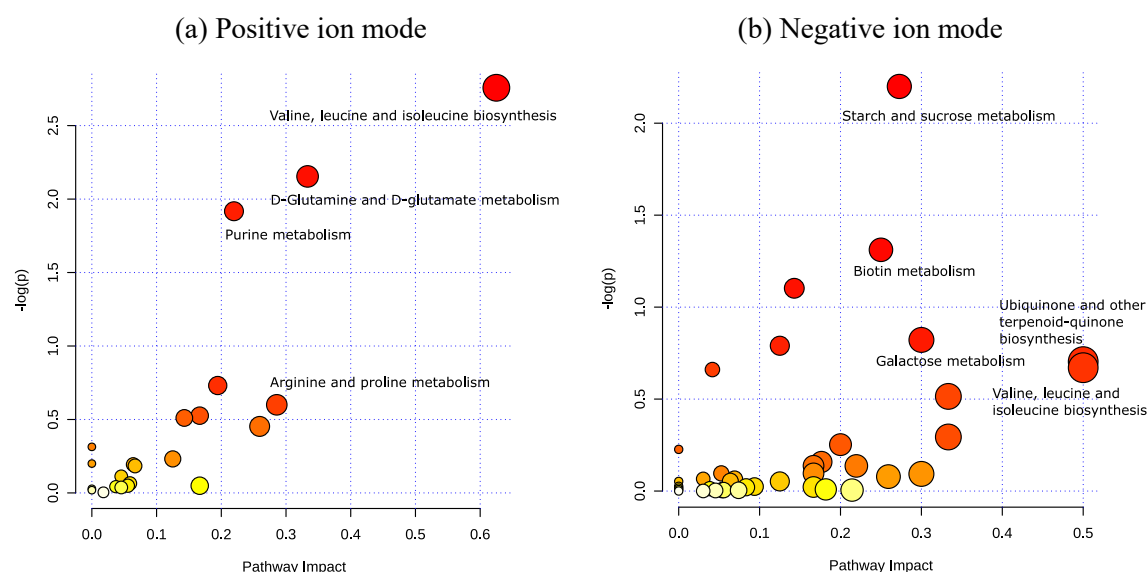 (a) Positive ion mode
(b) Negative ion mode
Valine, leucine and isoleucine biosynthesis
D-Glutamine and D-glutamate metabolism
Purine metabolism
Arginine and proline metabolism
-log(p)
2.5
2.0
1.5
1.0
0.5
0.0
0.0 0.1 0.2 0.3 0.4 0.5 0.6
Pathway Impact
Starch and sucrose metabolism
Biotin metabolism
Ubiquinone and other
terpenoid-quinone
biosynthesis
Galactose metabolism
Valine, leucine and
isoleucine biosynthesis
-log(p)
2.0
1.5
1.0
0.5
0.0
0.0 0.1 0.2 0.3 0.4 0.5
Pathway Impact